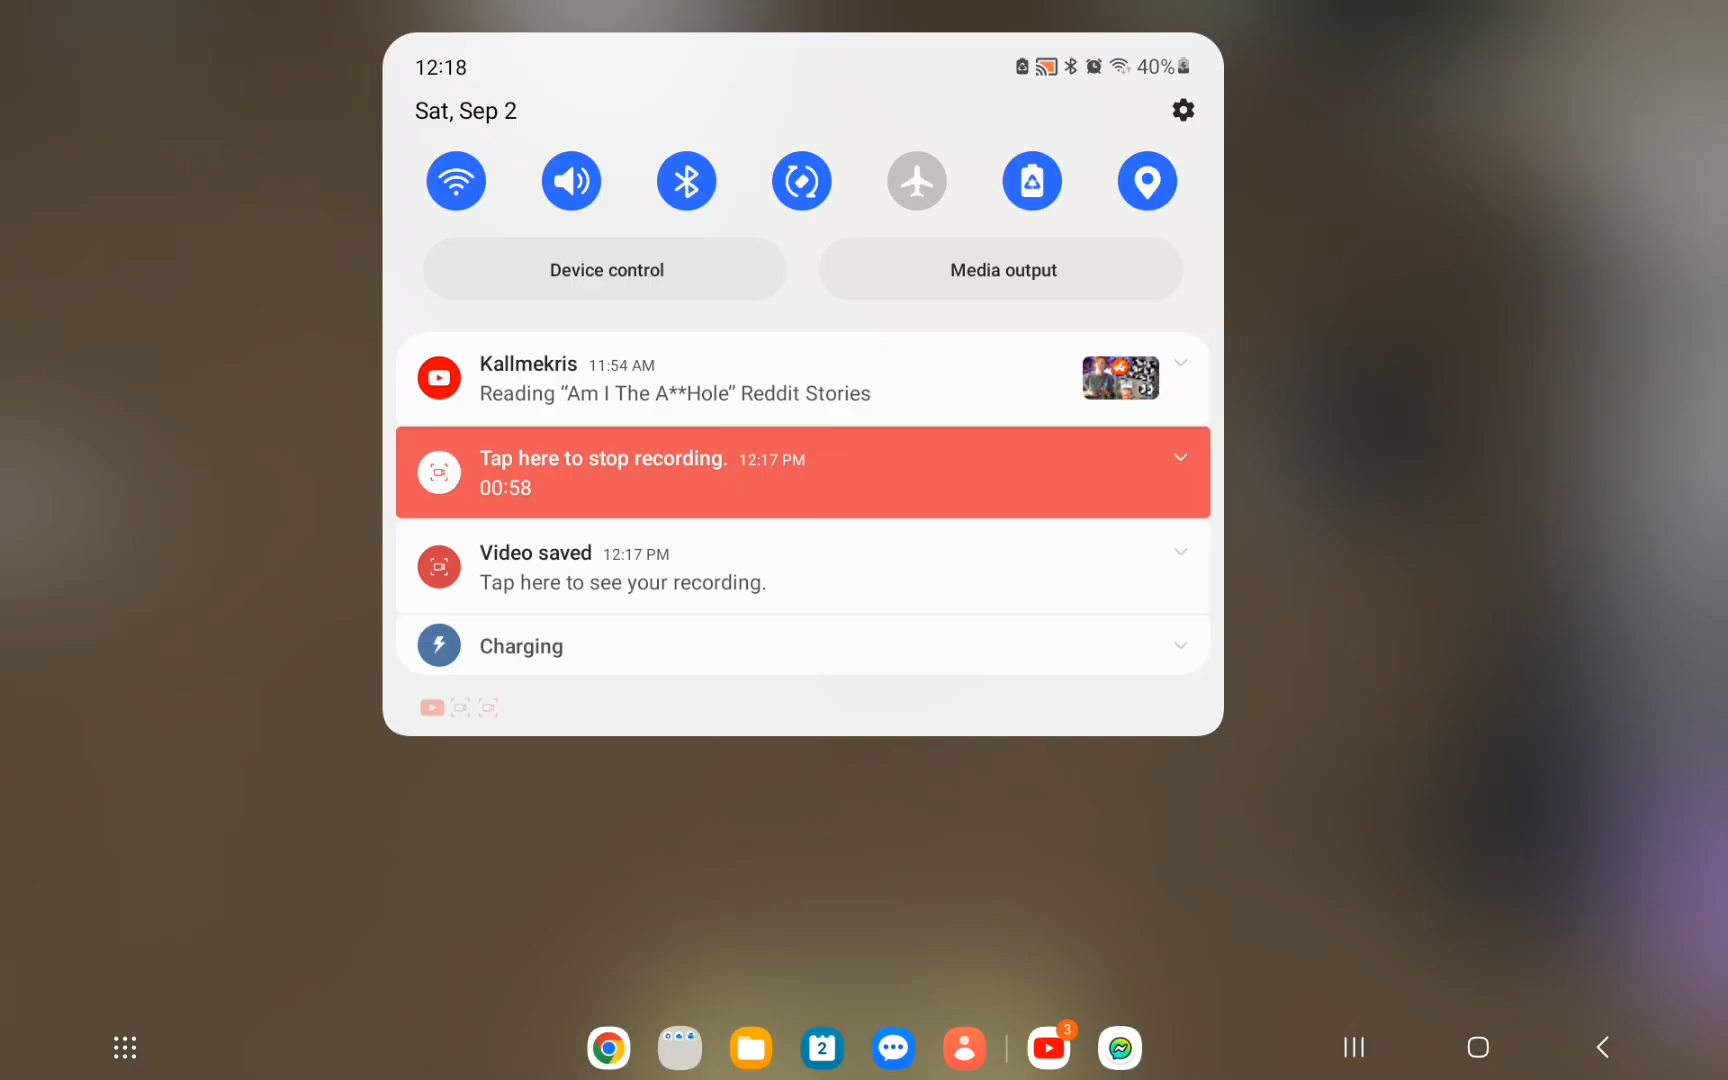 12:18
40%
Sat, Sep 2
Device control
Media output
Kallmekris 11:54 AM
Reading “Am I The A**Hole” Reddit Stories
Tap here to stop recording. 12:17 PM
00:58
Video saved 12:17 PM
Tap here to see your recording.
Charging
2
3